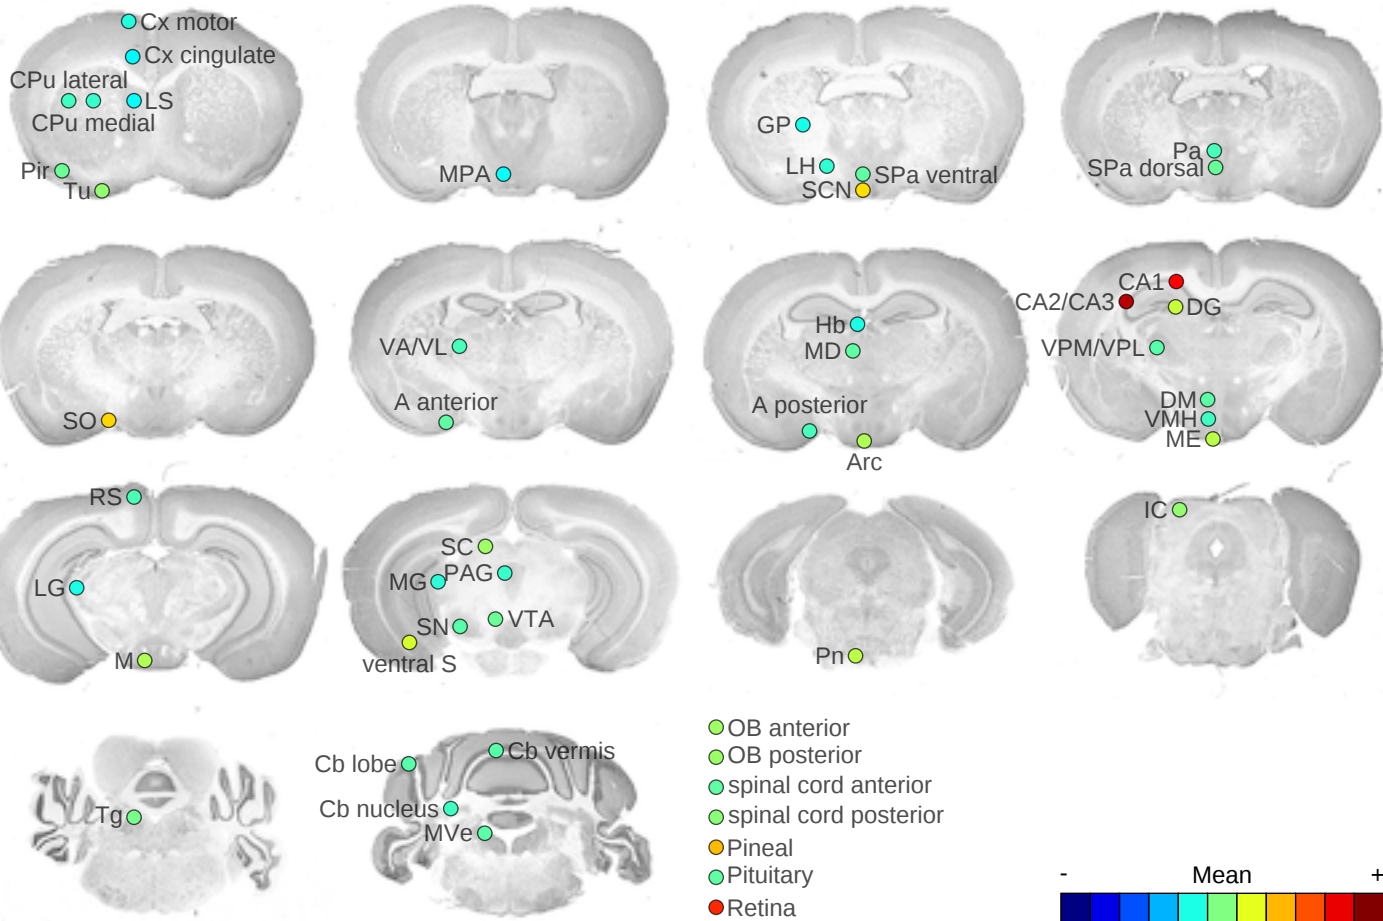 Cx motor
Cx cingulate
CPu lateral
LS
CPu medial
Pir
Tu
MPA
GP
LH
SPa ventral
SCN
Pa
SPa dorsal
SO
VA/VL
A anterior
Hb
MD
A posterior
Arc
CA1
CA2/CA3
DG
VPM/VPL
DM
VMH
ME
RS
LG
M
SC
MG
PAG
SN
VTA
ventral S
Pn
IC
Tg
Cb lobe
Cb vermis
Cb nucleus
MVe
OB anterior
OB posterior
spinal cord anterior
spinal cord posterior
Pineal
Pituitary
Retina
- Mean +